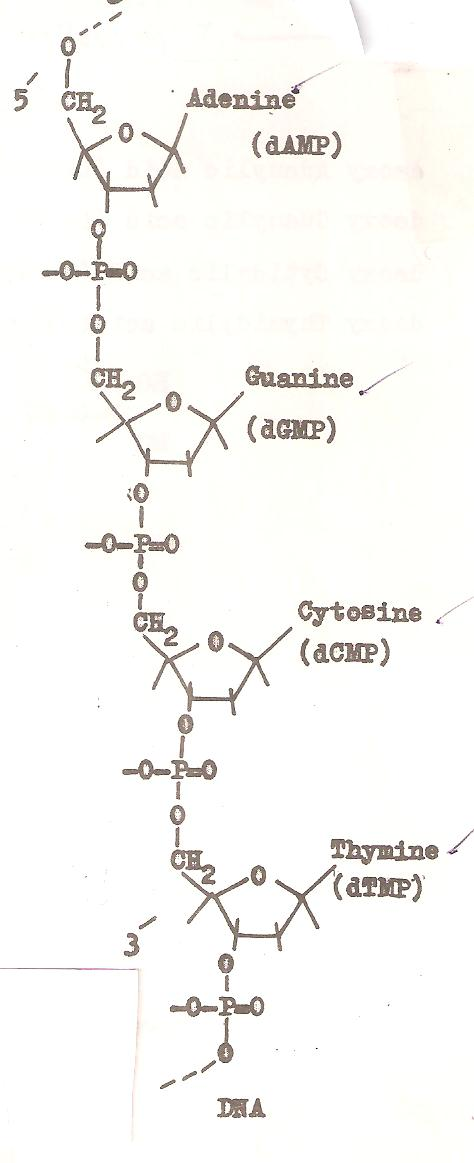 O
5′
CH2
O
Adenine
(dAMP)
O
-O-P=O
O
CH2
O
Guanine
(dGMP)
O
-O-P=O
O
CH2
O
Cytosine
(dCMP)
O
-O-P=O
O
CH2
O
Thymine
(dTMP)
3′
O
-O-P=O
O
DNA